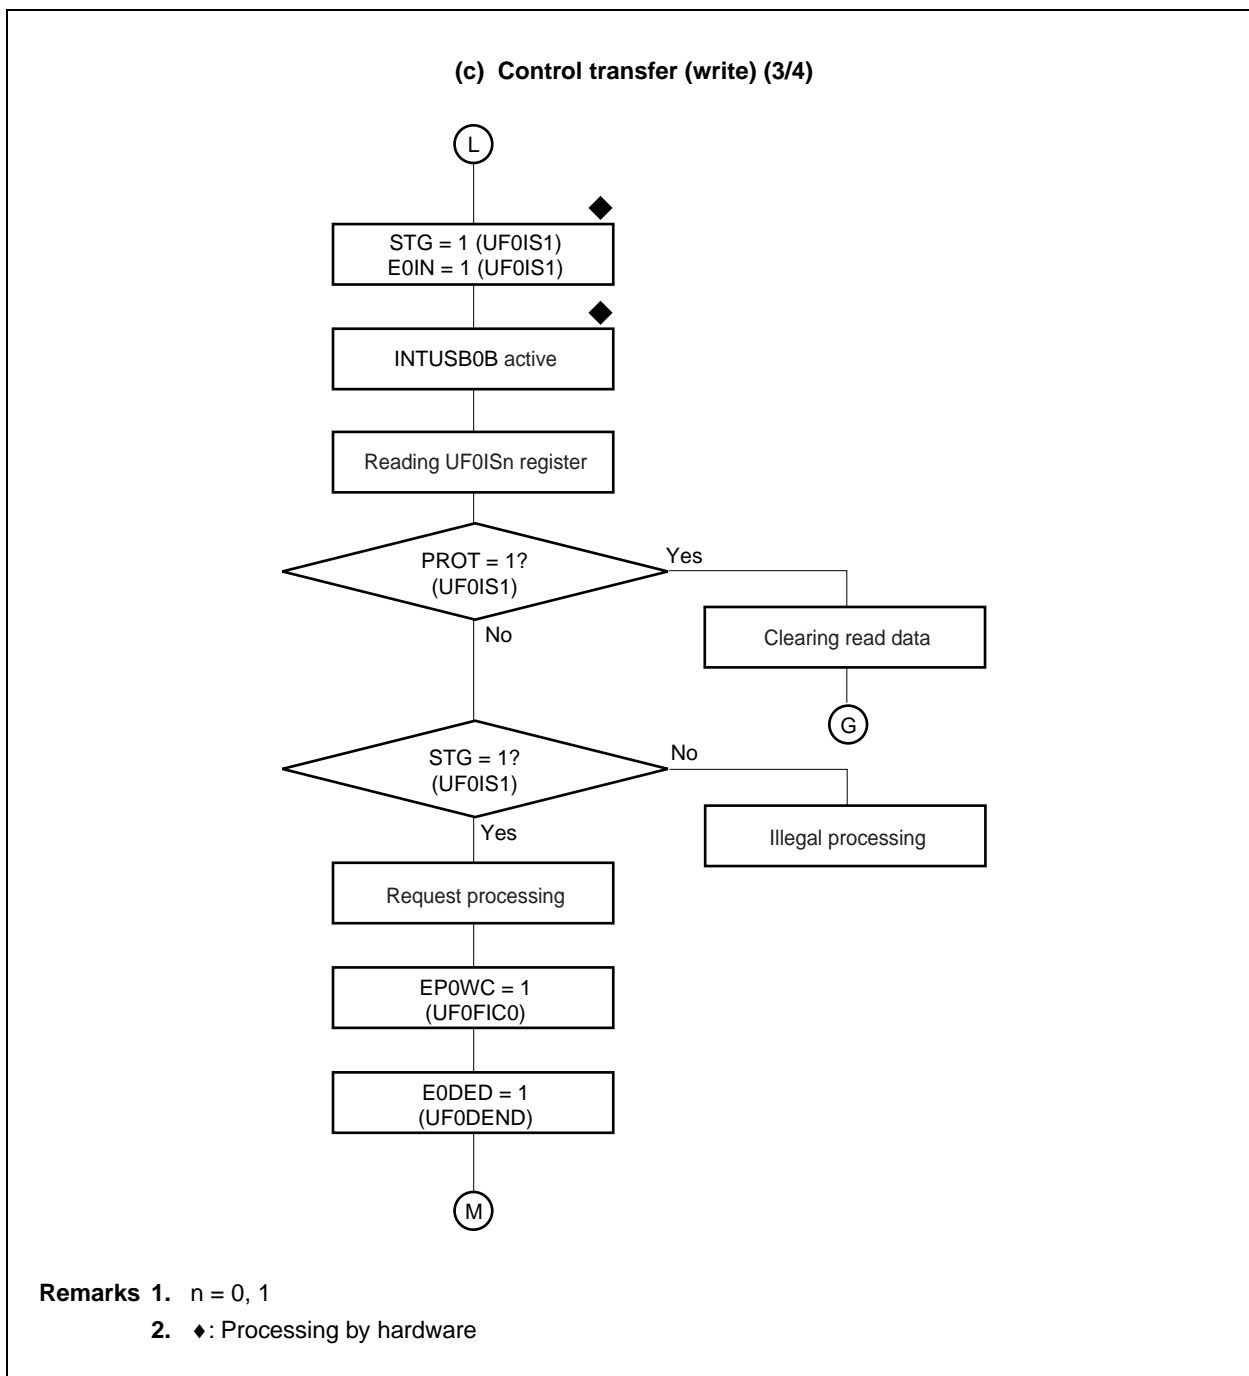 (c) Control transfer (write) (3/4)
L
STG = 1 (UF0IS1)
E0IN = 1 (UF0IS1)
INTUSB0B active
Reading UF0ISn register
PROT = 1?
(UF0IS1)
Yes
No
Clearing read data
G
STG = 1?
(UF0IS1)
No
Yes
Illegal processing
Request processing
EP0WC = 1
(UF0FIC0)
E0DED = 1
(UF0DEND)
M
Remarks 1. n = 0, 1
2. ♦: Processing by hardware